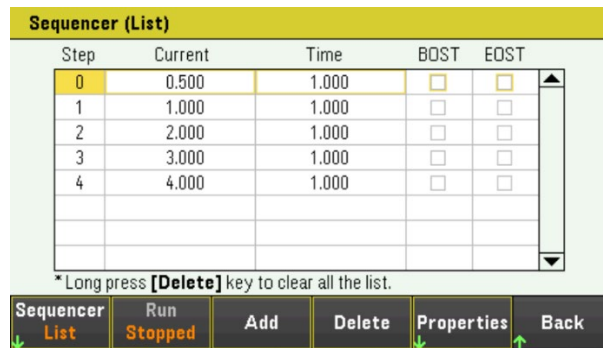 Sequencer (List)
Step Current Time BOST EOST
0 0.500 1.000
1 1.000 1.000
2 2.000 1.000
3 3.000 1.000
4 4.000 1.000
*Long press [Delete] key to clear all the list.
Sequencer Run Add Delete Properties Back
List Stopped